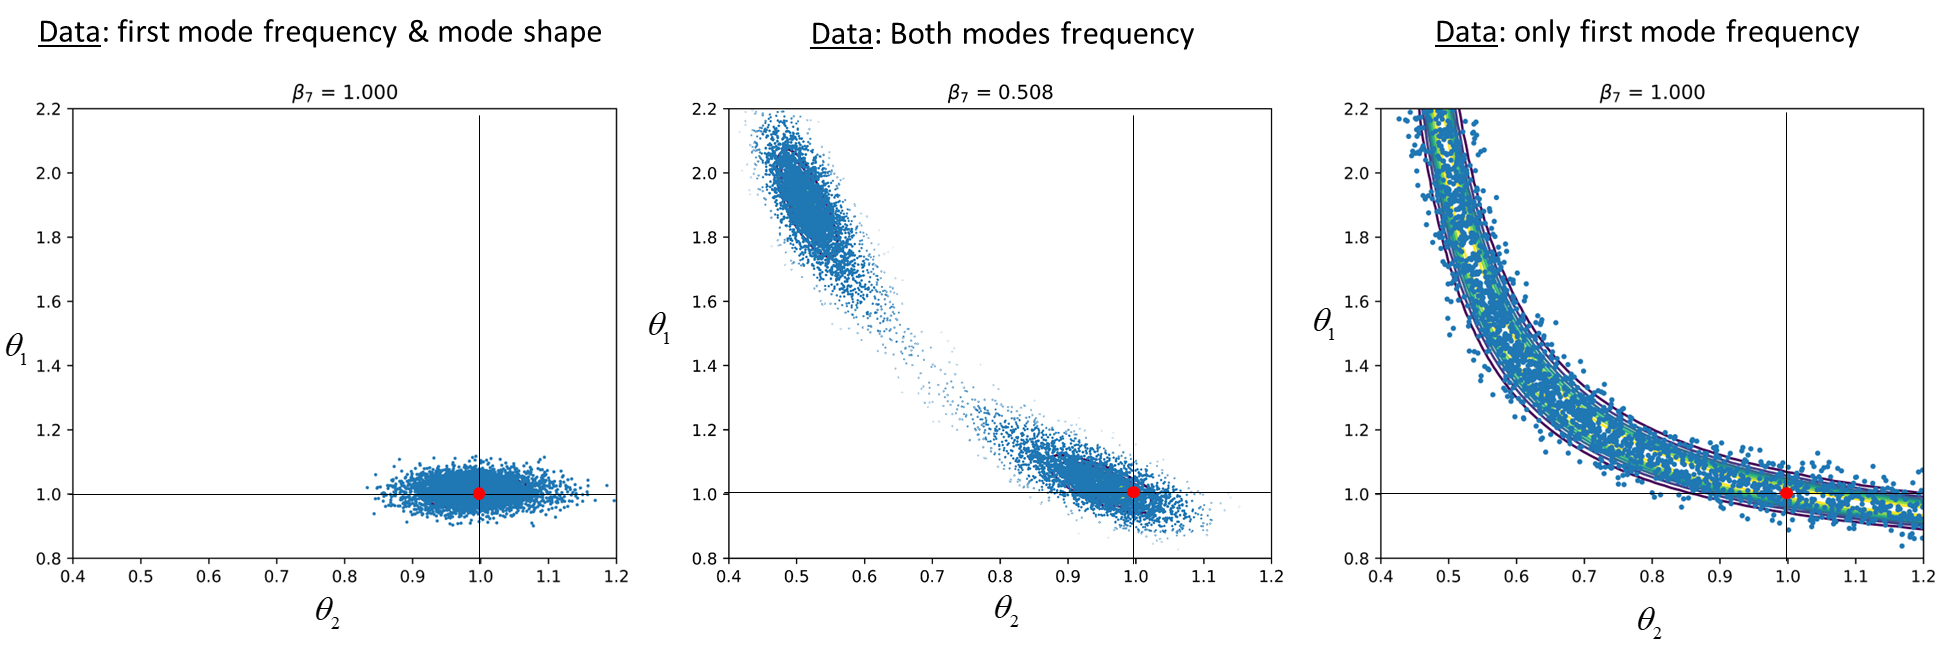 Data: first mode frequency & mode shape
β₇ = 1.000
2.2
2.0
1.8
1.6
1.4
1.2
1.0
0.8
θ₁
0.4 0.5 0.6 0.7 0.8 0.9 1.0 1.1 1.2
θ₂
Data: Both modes frequency
β₇ = 0.508
2.2
2.0
1.8
1.6
1.4
1.2
1.0
0.8
θ₁
0.4 0.5 0.6 0.7 0.8 0.9 1.0 1.1 1.2
θ₂
Data: only first mode frequency
β₇ = 1.000
2.2
2.0
1.8
1.6
1.4
1.2
1.0
0.8
θ₁
0.4 0.5 0.6 0.7 0.8 0.9 1.0 1.1 1.2
θ₂